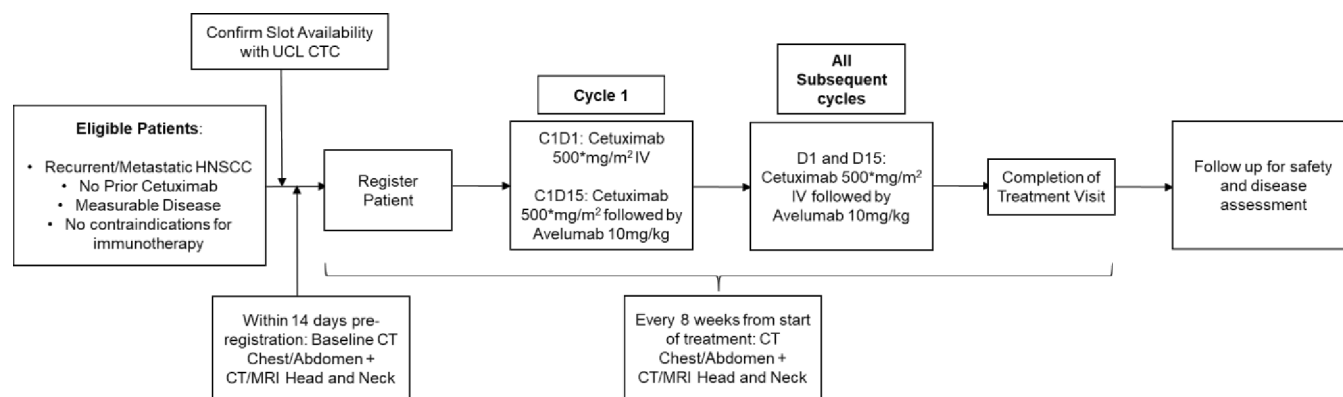 Confirm Slot Availability
with UCL CTC
Eligible Patients:
• Recurrent/Metastatic HNSCC
• No Prior Cetuximab
• Measurable Disease
• No contraindications for
immunotherapy
Within 14 days pre-
registration: Baseline CT
Chest/Abdomen +
CT/MRI Head and Neck
Register
Patient
Cycle 1
C1D1: Cetuximab
500*mg/m² IV
C1D15: Cetuximab
500*mg/m² followed by
Avelumab 10mg/kg
All
Subsequent
cycles
D1 and D15:
Cetuximab 500*mg/m²
IV followed by
Avelumab 10mg/kg
Every 8 weeks from start
of treatment: CT
Chest/Abdomen +
CT/MRI Head and Neck
Completion of
Treatment Visit
Follow up for safety
and disease
assessment